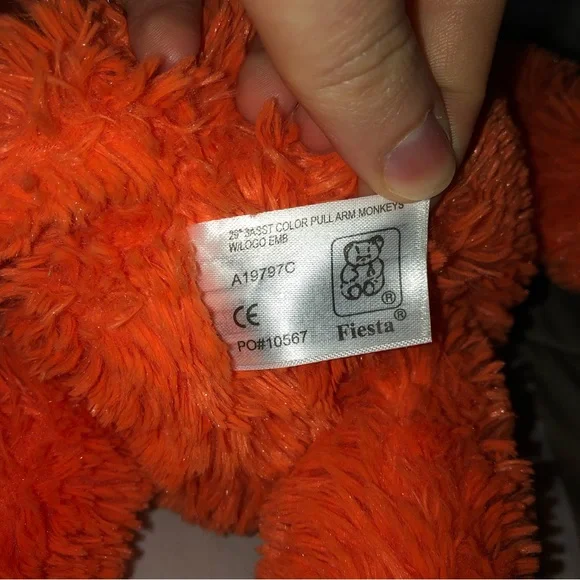 29" 3ASST COLOR PULL ARM MONKEYS
W/LOGO EMB
A19797C
CE
PO#10567
®
Fiesta®